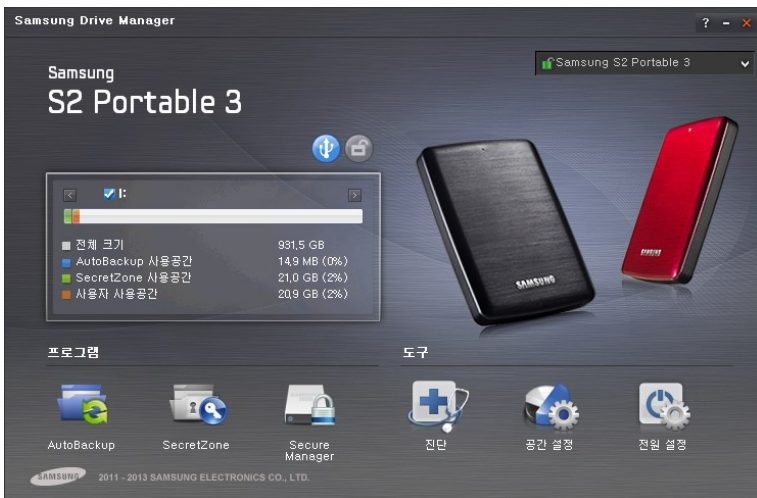 Samsung Drive Manager
? - ×
Samsung S2 Portable 3
Samsung
S2 Portable 3
I:
전체 크기 931,5 GB
AutoBackup 사용공간 14,9 MB (0%)
SecretZone 사용공간 21,0 GB (2%)
사용자 사용공간 20,9 GB (2%)
SAMSUNG
SAMSUNG
프로그램
도구
AutoBackup
SecretZone
Secure
Manager
진단
공간 설정
전원 설정
SAMSUNG 2011 - 2013 SAMSUNG ELECTRONICS CO., LTD.